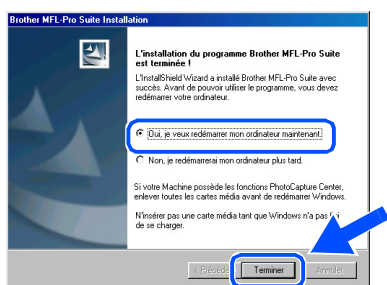 Brother MFL-Pro Suite Installation
L'installation du programme Brother MFL-Pro Suite
est terminée !
L'InstallShield Wizard a installé Brother MFL-Pro Suite avec
succès. Avant de pouvoir utiliser le programme, vous devez
redémarrer votre ordinateur.
Oui, je veux redémarrer mon ordinateur maintenant.
Non, je redémarrerai mon ordinateur plus tard.
Si votre Machine possède les fonctions PhotoCapture Center,
enlever toutes les cartes média avant de redémarrer Windows.
N'insérer pas une carte média tant que Windows n'a pas fini
de se charger.
< Précédent Terminer Annuler